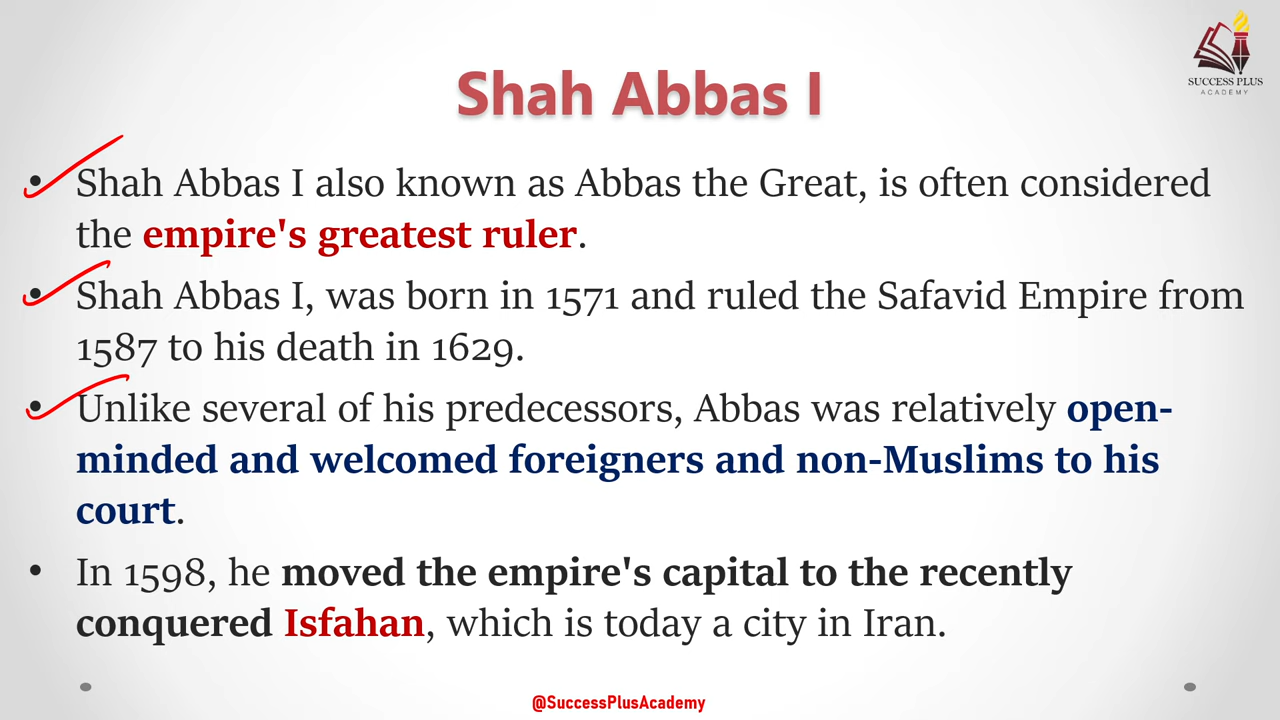 SUCCESS PLUS
ACADEMY
Shah Abbas I
• Shah Abbas I also known as Abbas the Great, is often considered
the empire's greatest ruler.
• Shah Abbas I, was born in 1571 and ruled the Safavid Empire from
1587 to his death in 1629.
• Unlike several of his predecessors, Abbas was relatively open-
minded and welcomed foreigners and non-Muslims to his
court.
• In 1598, he moved the empire's capital to the recently
conquered Isfahan, which is today a city in Iran.
@SuccessPlusAcademy